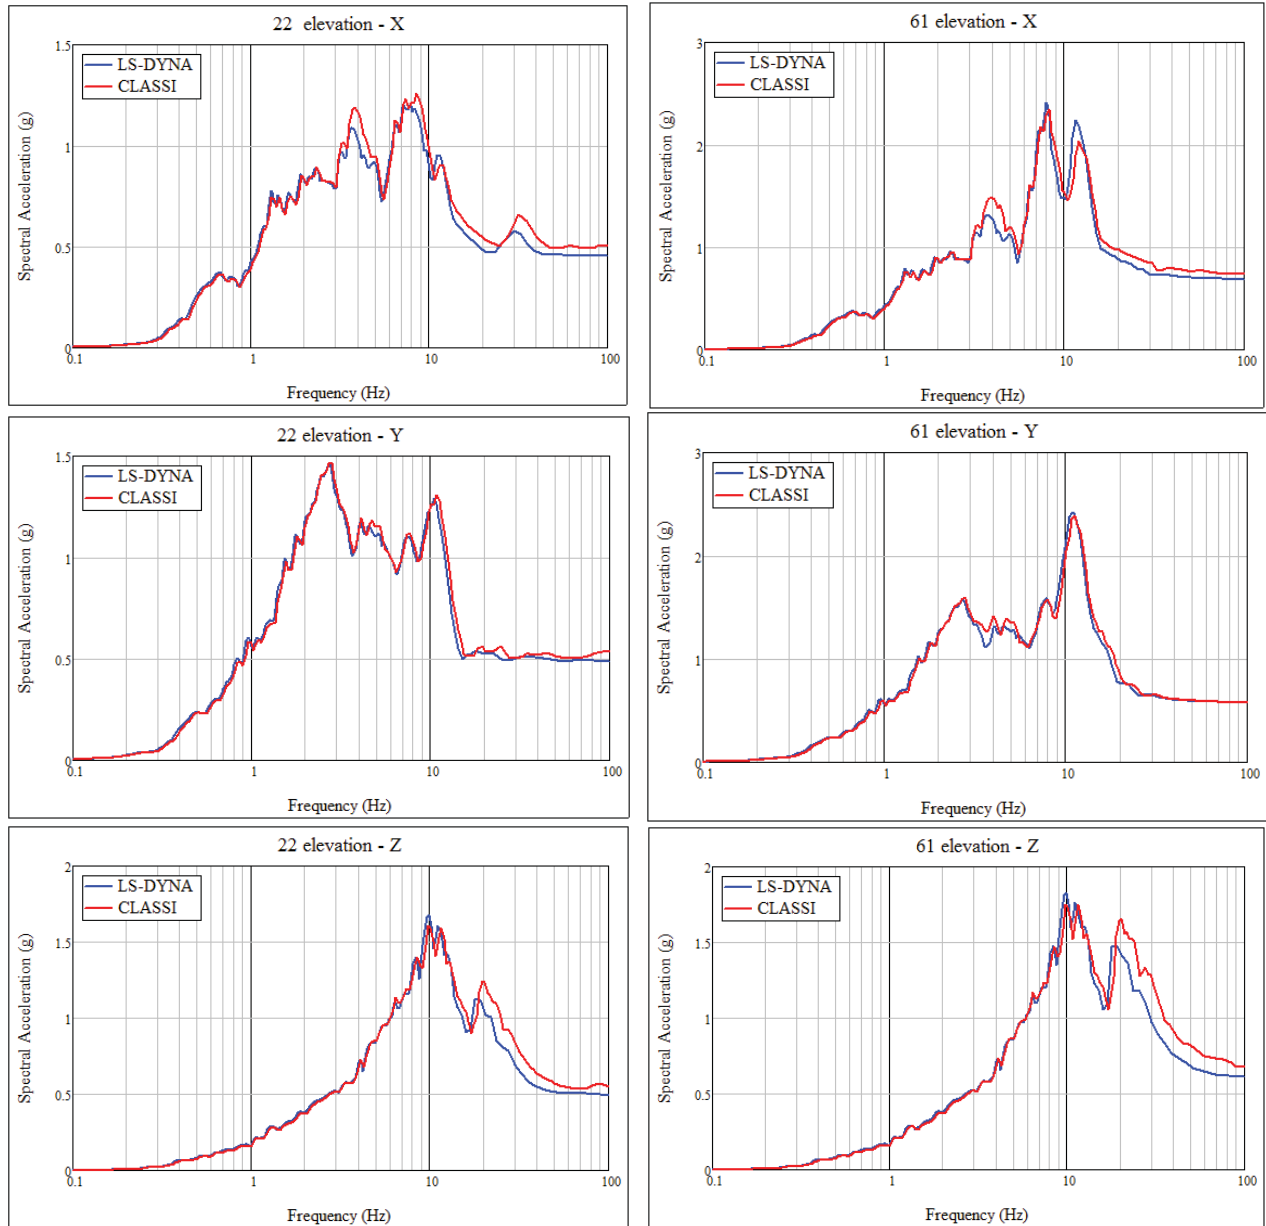 22 elevation - X
1.5
LS-DYNA
CLASSI
1
0.5
0
0.1
1
10
100
Spectral Acceleration (g)
Frequency (Hz)
61 elevation - X
3
LS-DYNA
CLASSI
2
1
0
0.1
1
10
100
Spectral Acceleration (g)
Frequency (Hz)
22 elevation - Y
1.5
LS-DYNA
CLASSI
1
0.5
0
0.1
1
10
100
Spectral Acceleration (g)
Frequency (Hz)
61 elevation - Y
3
LS-DYNA
CLASSI
2
1
0
0.1
1
10
100
Spectral Acceleration (g)
Frequency (Hz)
22 elevation - Z
2
LS-DYNA
CLASSI
1.5
1
0.5
0
0.1
1
10
100
Spectral Acceleration (g)
Frequency (Hz)
61 elevation - Z
2
LS-DYNA
CLASSI
1.5
1
0.5
0
0.1
1
10
100
Spectral Acceleration (g)
Frequency (Hz)